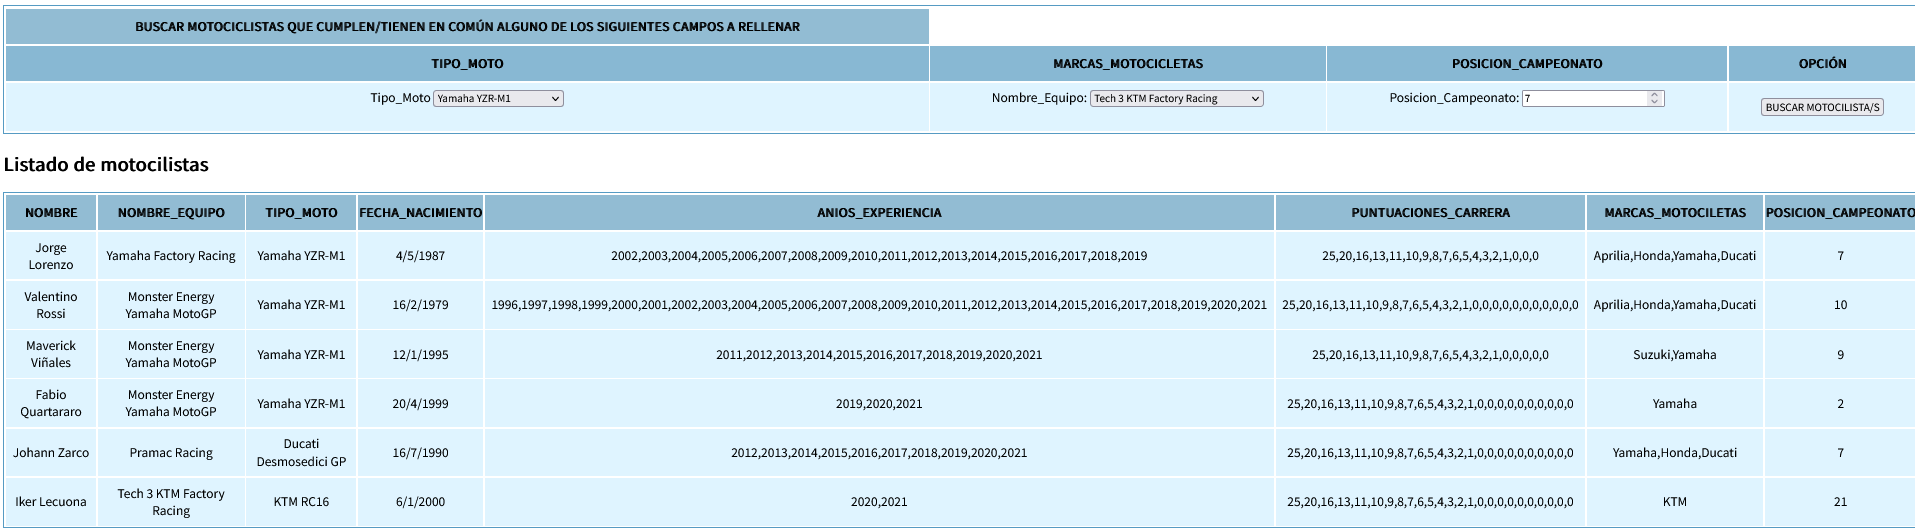 BUSCAR MOTOCICLISTAS QUE CUMPLEN/TIENEN EN COMÚN ALGUNO DE LOS SIGUIENTES CAMPOS A RELLENAR
TIPO_MOTO MARCAS_MOTOCICLETAS POSICION_CAMPEONATO OPCIÓN
Tipo_Moto Yamaha YZR-M1 Nombre_Equipo: Tech 3 KTM Factory Racing Posicion_Campeonato: 7 BUSCAR MOTOCILISTA/S
Listado de motocilistas
NOMBRE NOMBRE_EQUIPO TIPO_MOTO FECHA_NACIMIENTO ANIOS_EXPERIENCIA PUNTUACIONES_CARRERA MARCAS_MOTOCILETAS POSICION_CAMPEONATO
Jorge
Lorenzo Yamaha Factory Racing Yamaha YZR-M1 4/5/1987 2002,2003,2004,2005,2006,2007,2008,2009,2010,2011,2012,2013,2014,2015,2016,2017,2018,2019 25,20,16,13,11,10,9,8,7,6,5,4,3,2,1,0,0,0 Aprilia,Honda,Yamaha,Ducati 7
Valentino
Rossi Monster Energy
Yamaha MotoGP Yamaha YZR-M1 16/2/1979 1996,1997,1998,1999,2000,2001,2002,2003,2004,2005,2006,2007,2008,2009,2010,2011,2012,2013,2014,2015,2016,2017,2018,2019,2020,2021 25,20,16,13,11,10,9,8,7,6,5,4,3,2,1,0,0,0,0,0,0,0,0,0,0,0 Aprilia,Honda,Yamaha,Ducati 10
Maverick
Viñales Monster Energy
Yamaha MotoGP Yamaha YZR-M1 12/1/1995 2011,2012,2013,2014,2015,2016,2017,2018,2019,2020,2021 25,20,16,13,11,10,9,8,7,6,5,4,3,2,1,0,0,0,0,0 Suzuki,Yamaha 9
Fabio
Quartararo Monster Energy
Yamaha MotoGP Yamaha YZR-M1 20/4/1999 2019,2020,2021 25,20,16,13,11,10,9,8,7,6,5,4,3,2,1,0,0,0,0,0,0,0,0,0,0 Yamaha 2
Johann Zarco Pramac Racing Ducati
Desmosedici GP 16/7/1990 2012,2013,2014,2015,2016,2017,2018,2019,2020,2021 25,20,16,13,11,10,9,8,7,6,5,4,3,2,1,0,0,0,0,0,0,0,0,0,0 Yamaha,Honda,Ducati 7
Iker Lecuona Tech 3 KTM Factory
Racing KTM RC16 6/1/2000 2020,2021 25,20,16,13,11,10,9,8,7,6,5,4,3,2,1,0,0,0,0,0,0,0,0,0,0 KTM 21